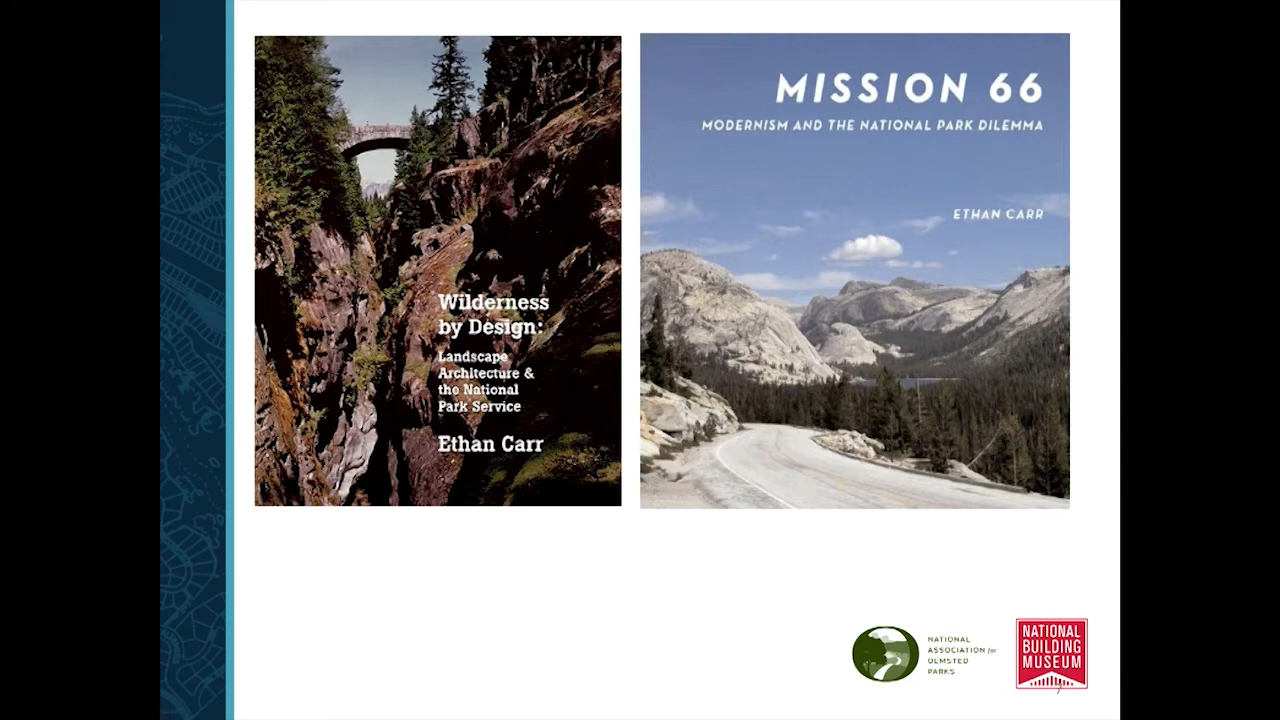 Wilderness
by Design:
Landscape
Architecture &
the National
Park Service
Ethan Carr
MISSION 66
MODERNISM AND THE NATIONAL PARK DILEMMA
ETHAN CARR
NATIONAL
ASSOCIATION for
OLMSTED
PARKS
NATIONAL
BUILDING
MUSEUM
7